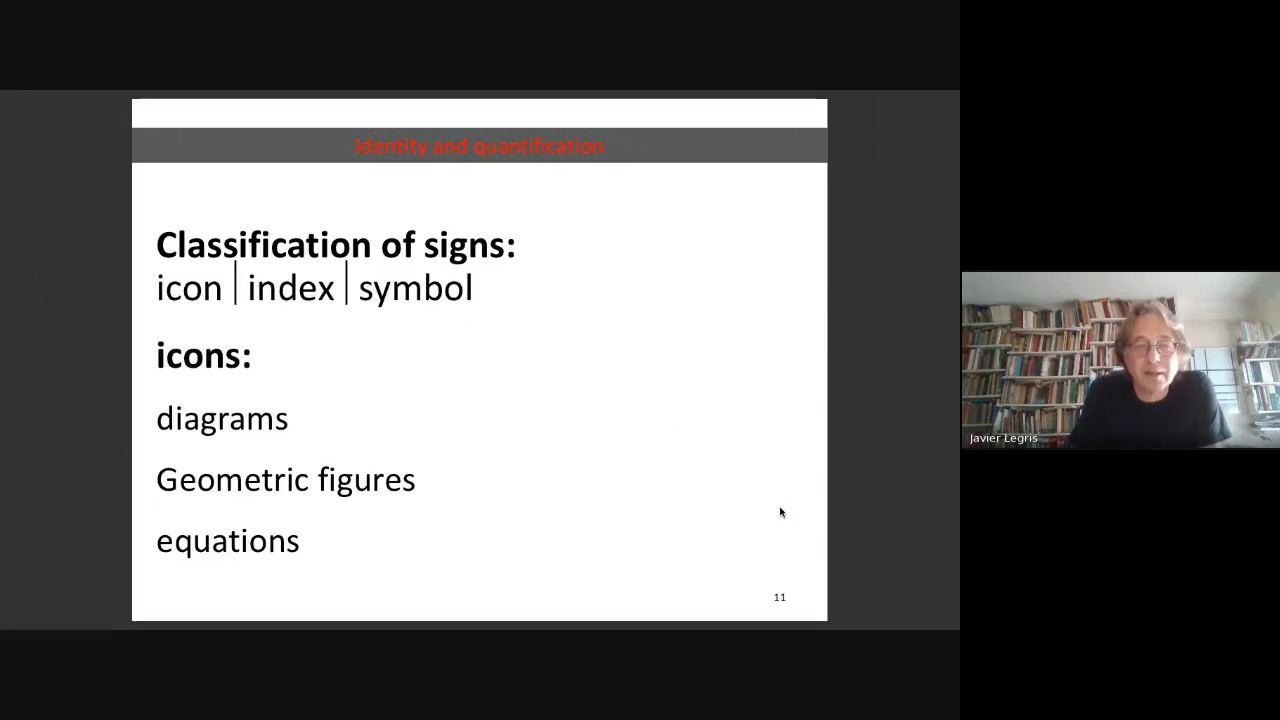 Identity and quantification
Classification of signs:
icon | index | symbol
icons:
diagrams
Geometric figures
equations
11
Javier Legris